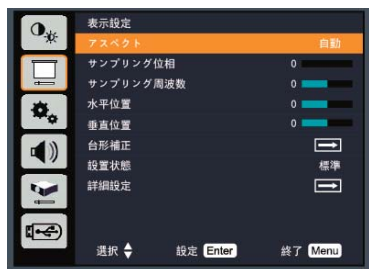 表示設定
アスペクト 自動
サンプリング位相 0
サンプリング周波数 0
水平位置 0
垂直位置 0
台形補正
設置状態 標準
詳細設定
選択 設定 Enter 終了 Menu